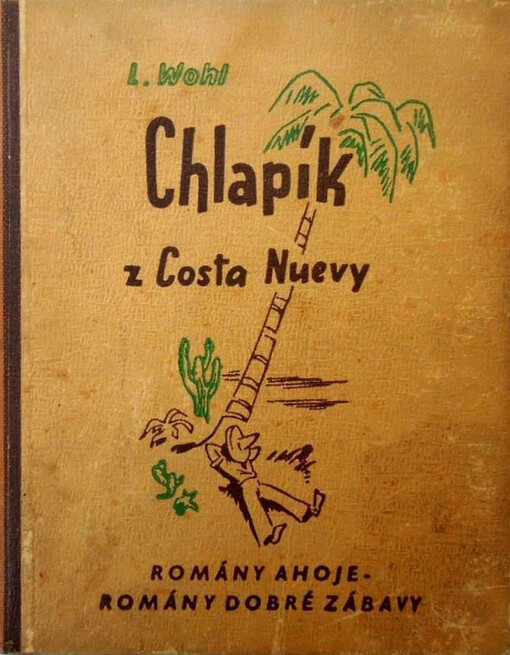 L. Wohl
Chlapík
z Costa Nuevy
ROMÁNY AHOJE-
ROMÁNY DOBRÉ ZÁBAVY